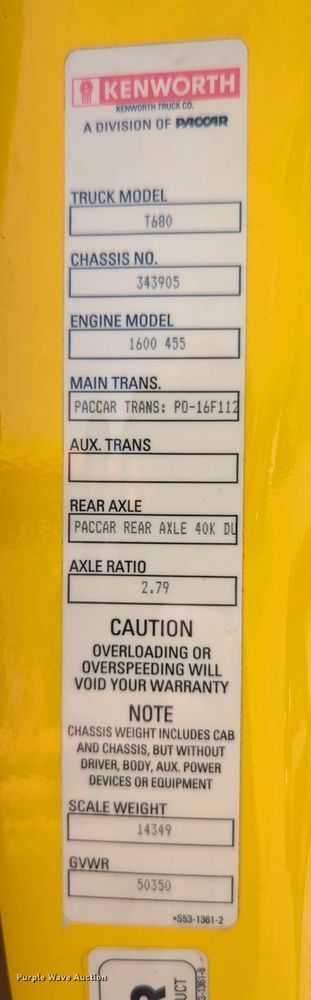 KENWORTH
KENWORTH TRUCK CO.
A DIVISION OF PACCAR
TRUCK MODEL
T680
CHASSIS NO.
343905
ENGINE MODEL
1600 455
MAIN TRANS.
PACCAR TRANS: PO-16F112
AUX. TRANS
REAR AXLE
PACCAR REAR AXLE 40K DU
AXLE RATIO
2.79
CAUTION
OVERLOADING OR
OVERSPEEDING WILL
VOID YOUR WARRANTY
NOTE
CHASSIS WEIGHT INCLUDES CAB
AND CHASSIS, BUT WITHOUT
DRIVER, BODY, AUX. POWER
DEVICES OR EQUIPMENT
SCALE WEIGHT
14349
GVWR
50350
*S53-1361-2
Purple Wave Auction
R
UCT
-1361-9